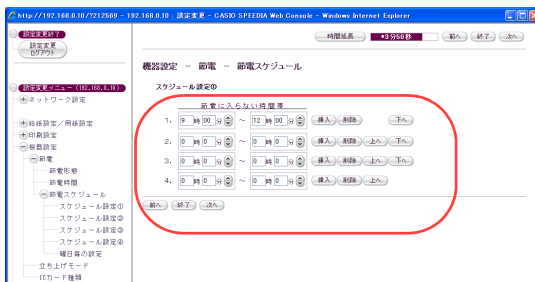 http://192.168.0.10/?212569 - 192.168.0.10 | 設定変更 - CASIO SPEEDIA Web Console - Windows Internet Explorer
設定変更終了
設定変更
ログアウト
時間延長 *3分50秒 前へ 終了 次へ
機器設定 － 節電 － 節電スケジュール
設定変更メニュー (192.168.0.10)
ネットワーク設定
給紙設定／用紙設定
印刷設定
機器設定
節電
節電形態
節電時間
節電スケジュール
スケジュール設定①
スケジュール設定②
スケジュール設定③
スケジュール設定④
曜日毎の設定
立ち上げモード
ICカード種類
スケジュール設定①
節電に入らない時間帯
1. 9 時 00 分 ～ 12 時 00 分 挿入 削除 下へ
2. 0 時 0 分 ～ 0 時 0 分 挿入 削除 上へ 下へ
3. 0 時 0 分 ～ 0 時 0 分 挿入 削除 上へ 下へ
4. 0 時 0 分 ～ 0 時 0 分 挿入 削除 上へ
前へ 終了 次へ